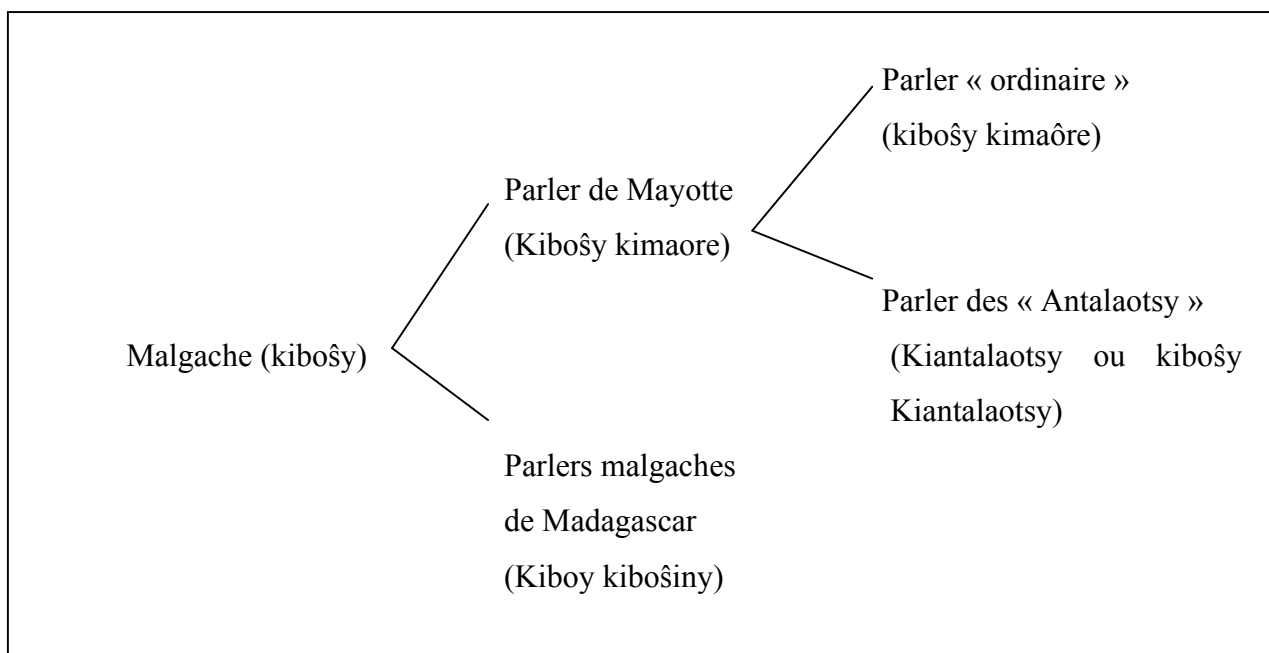 Parler « ordinaire »
(kiboŝy kimaôre)
Parler de Mayotte
(Kiboŝy kimaore)
Parler des « Antalaotsy »
(Kiantalaotsy ou kiboŝy
Kiantalaotsy)
Malgache (kiboŝy)
Parlers malgaches
de Madagascar
(Kiboy kiboŝiny)